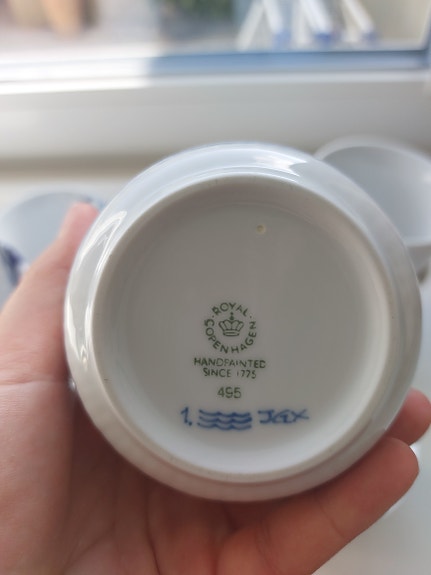 ROYAL
COPENHAGEN
HANDPAINTED
SINCE 1775
495
1.